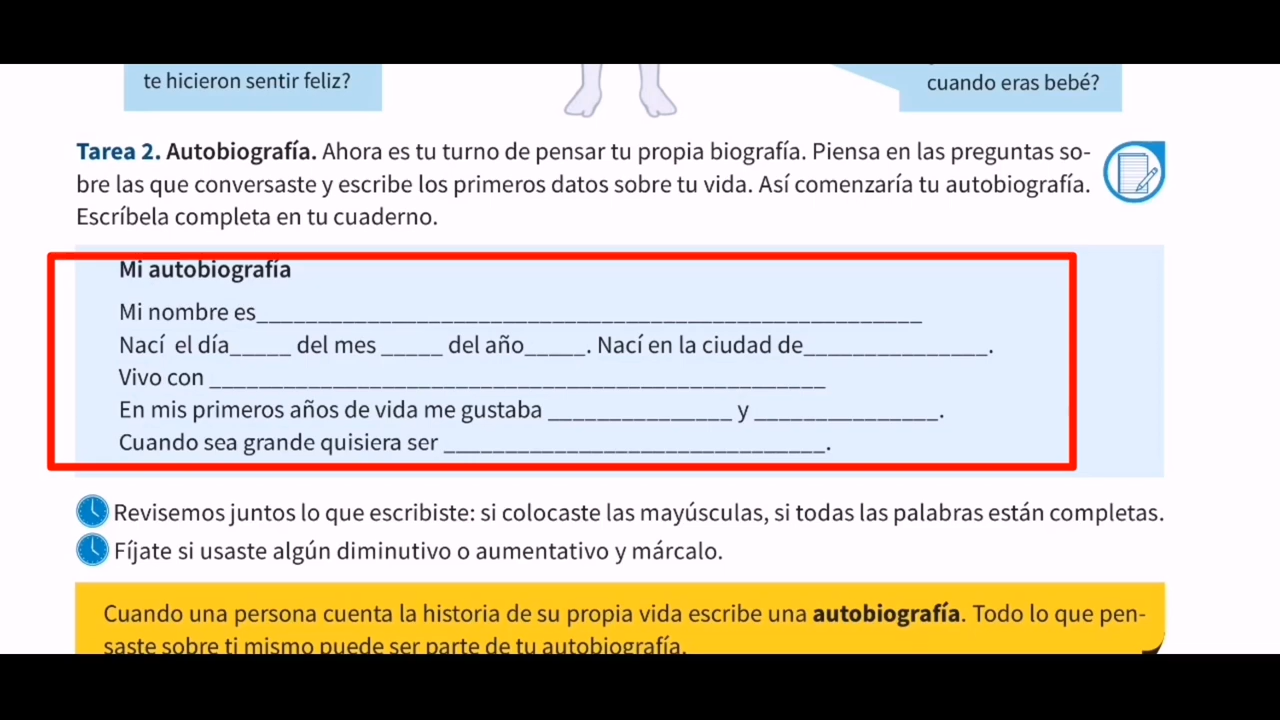 te hicieron sentir feliz?
cuando eras bebé?
Tarea 2. Autobiografía. Ahora es tu turno de pensar tu propia biografía. Piensa en las preguntas so-
bre las que conversaste y escribe los primeros datos sobre tu vida. Así comenzaría tu autobiografía.
Escríbela completa en tu cuaderno.
Mi autobiografía
Mi nombre es______________________________________________________
Nací el día_____ del mes _____ del año_____. Nací en la ciudad de_______________.
Vivo con __________________________________________________
En mis primeros años de vida me gustaba _______________ y _______________.
Cuando sea grande quisiera ser _______________________________.
Revisemos juntos lo que escribiste: si colocaste las mayúsculas, si todas las palabras están completas.
Fíjate si usaste algún diminutivo o aumentativo y márcalo.
Cuando una persona cuenta la historia de su propia vida escribe una autobiografía. Todo lo que pen-
saste sobre ti mismo puede ser parte de tu autobiografía.